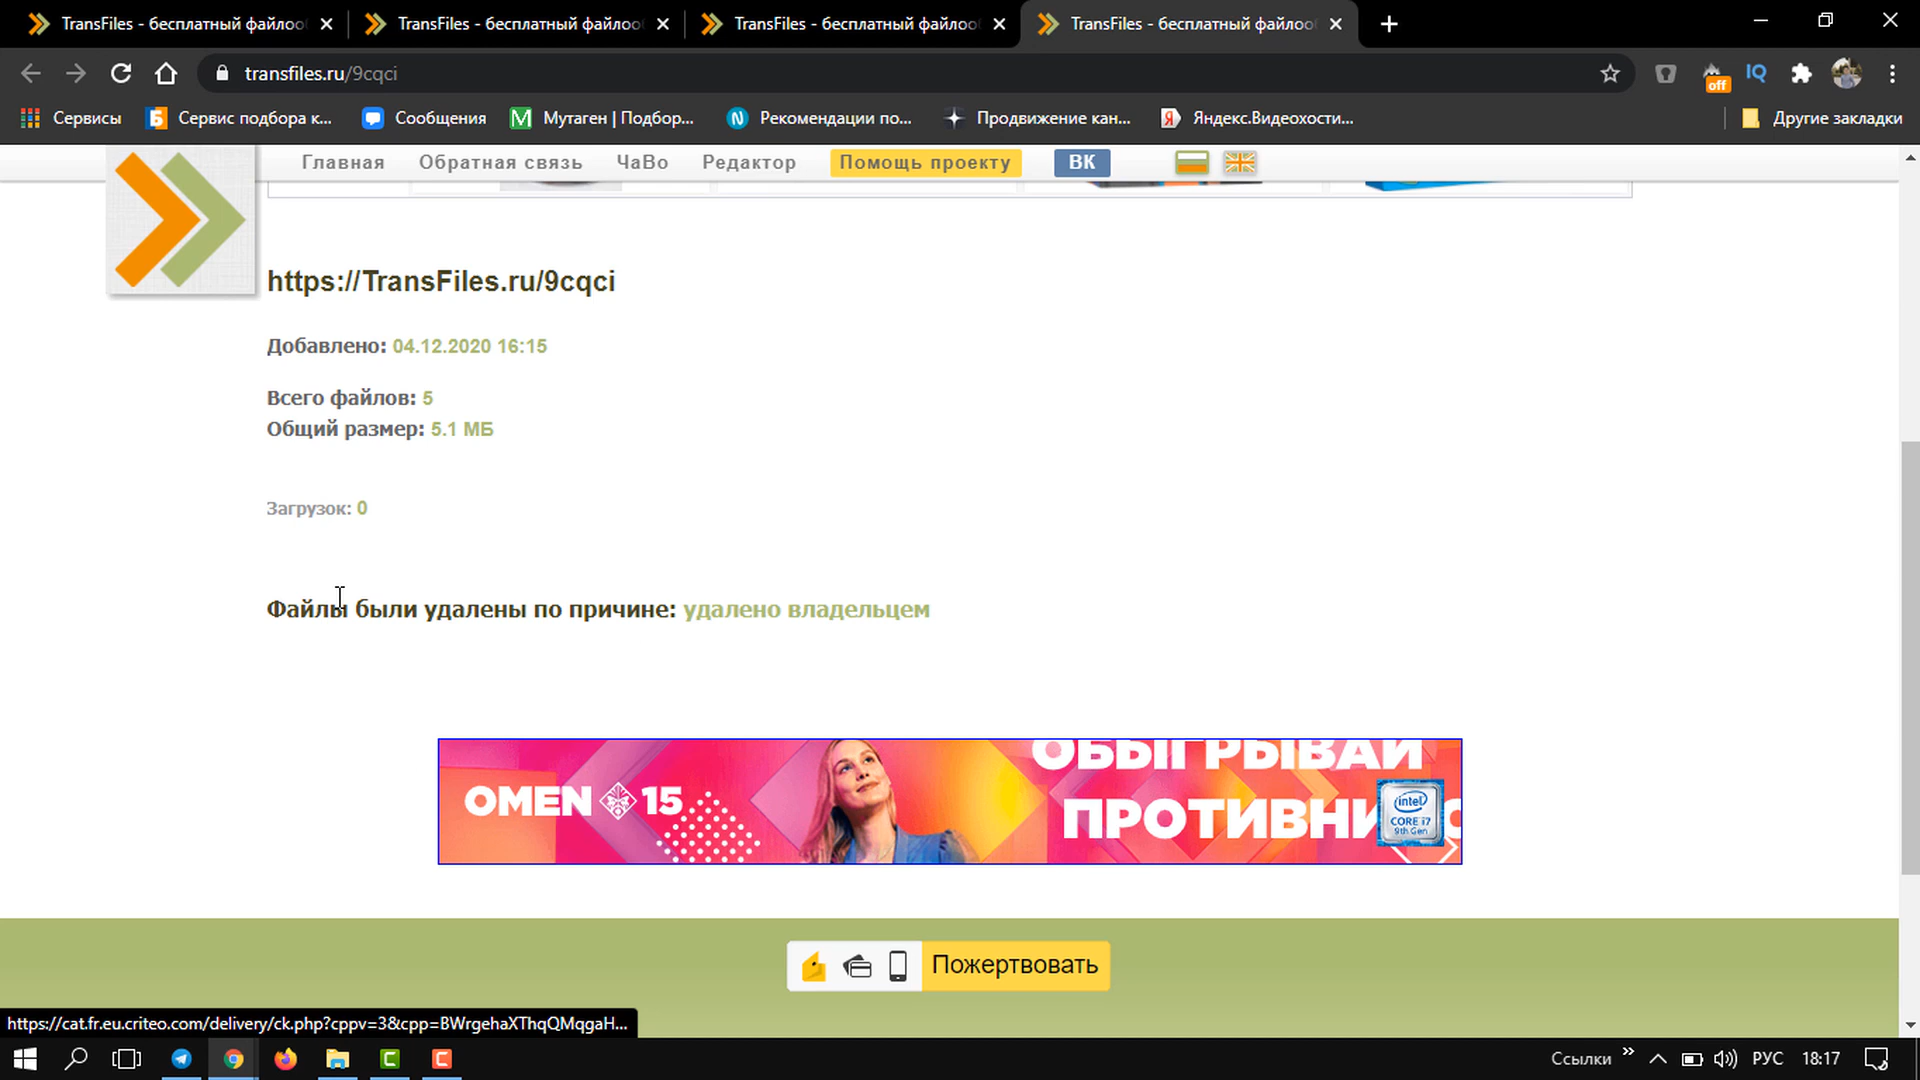 TransFiles - бесплатный файлоо
TransFiles - бесплатный файлоо
TransFiles - бесплатный файлоо
TransFiles - бесплатный файлоо
transfiles.ru/9cqci
off
IQ
Сервисы
Сервис подбора к...
Сообщения
Мутаген | Подбор...
Рекомендации по...
Продвижение кан...
Яндекс.Видеохости...
Другие закладки
Главная
Обратная связь
ЧаВо
Редактор
Помощь проекту
ВК
https://TransFiles.ru/9cqci
Добавлено: 04.12.2020 16:15
Всего файлов: 5
Общий размер: 5.1 МБ
Загрузок: 0
Файлы были удалены по причине: удалено владельцем
OMEN 15
ОБЫГРЫВАЙ
ПРОТИВНИ
intel
CORE i7
9th Gen
Пожертвовать
https://cat.fr.eu.criteo.com/delivery/ck.php?cppv=3&cpp=BWrgehaXThqQMqgaH...
Ссылки
РУС
18:17